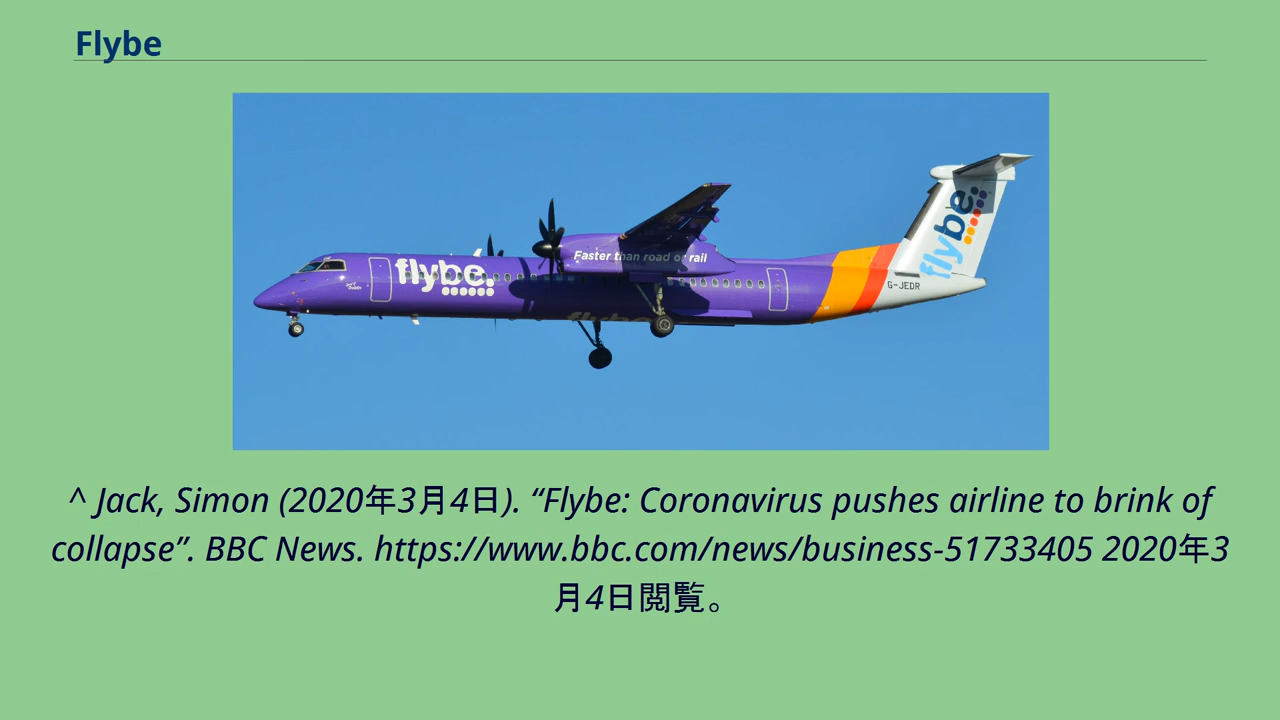 Flybe
flybe.
Faster than road or rail
flybe.
G-JEDR
^ Jack, Simon (2020年3月4日). “Flybe: Coronavirus pushes airline to brink of
collapse”. BBC News. https://www.bbc.com/news/business-51733405 2020年3
月4日閲覧。